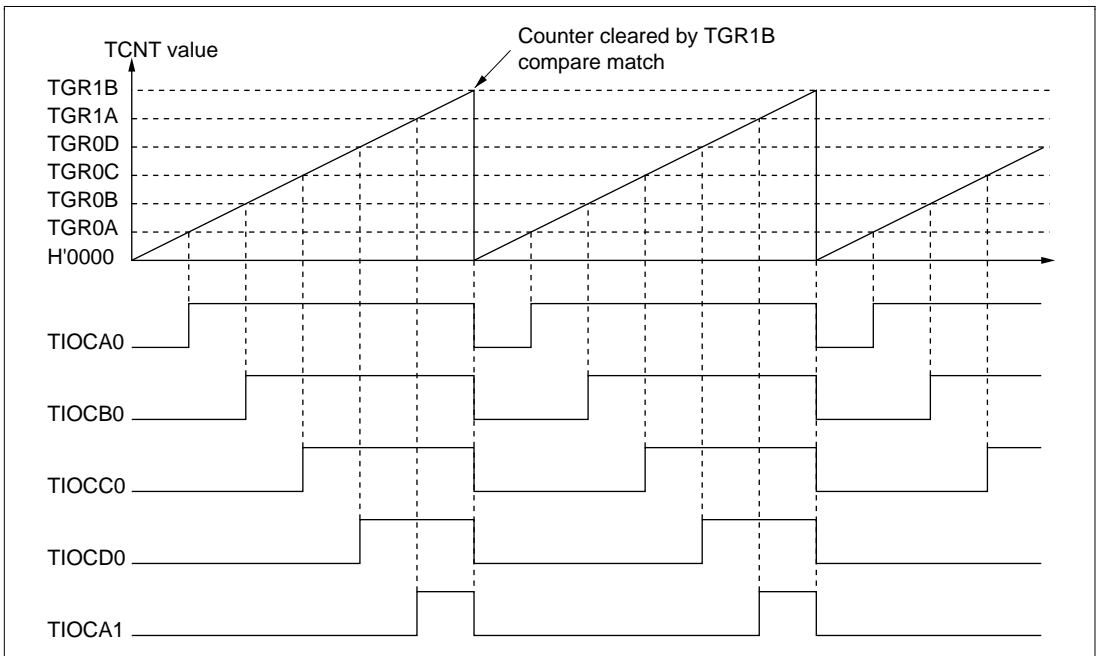 Counter cleared by TGR1B
compare match
TCNT value
TGR1B
TGR1A
TGR0D
TGR0C
TGR0B
TGR0A
H'0000
TIOCA0
TIOCB0
TIOCC0
TIOCD0
TIOCA1